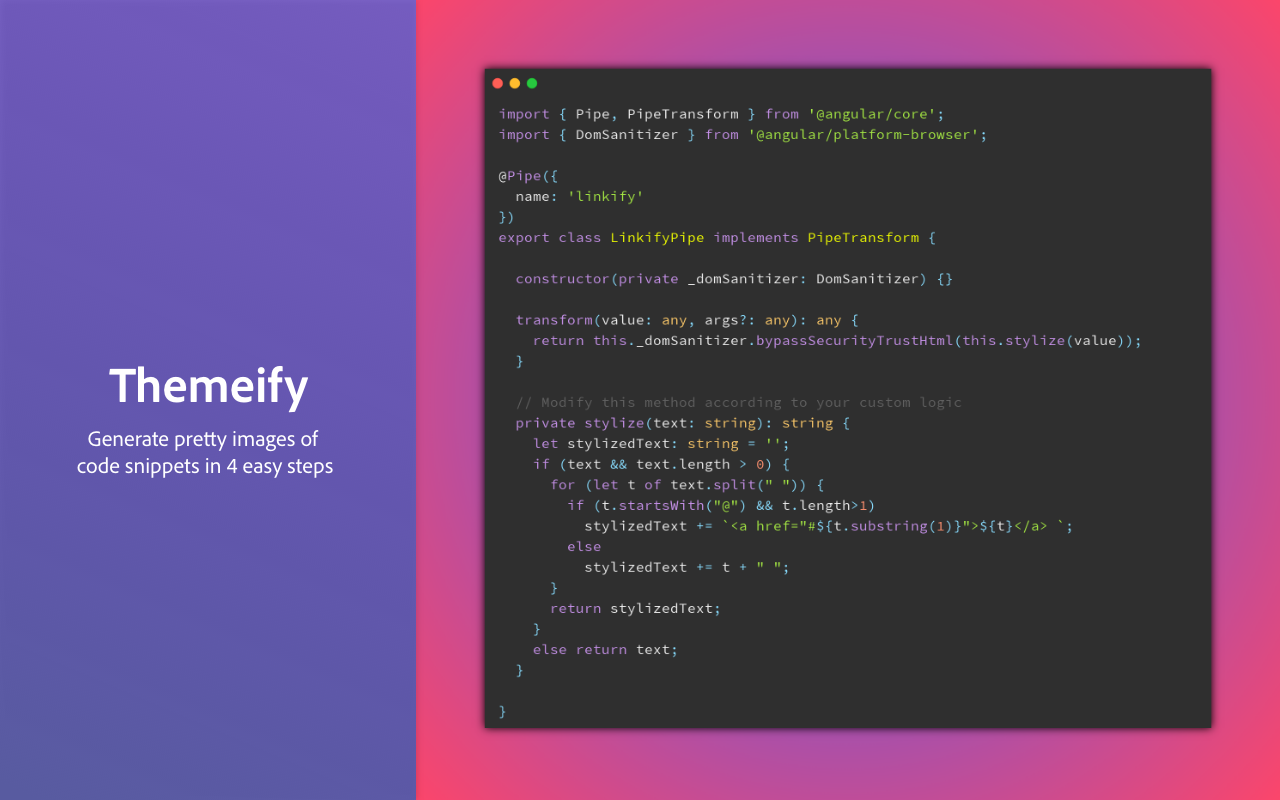 Themeify
Generate pretty images of
code snippets in 4 easy steps
import { Pipe, PipeTransform } from '@angular/core';
import { DomSanitizer } from '@angular/platform-browser';
@Pipe({
  name: 'linkify'
})
export class LinkifyPipe implements PipeTransform {
  constructor(private _domSanitizer: DomSanitizer) {}
  transform(value: any, args?: any): any {
    return this._domSanitizer.bypassSecurityTrustHtml(this.stylize(value));
  }
  // Modify this method according to your custom logic
  private stylize(text: string): string {
    let stylizedText: string = '';
    if (text && text.length > 0) {
      for (let t of text.split(" ")) {
        if (t.startsWith("@") && t.length>1)
          stylizedText += `<a href="#${t.substring(1)}">${t}</a> `;
        else
          stylizedText += t + " ";
      }
      return stylizedText;
    }
    else return text;
  }
}